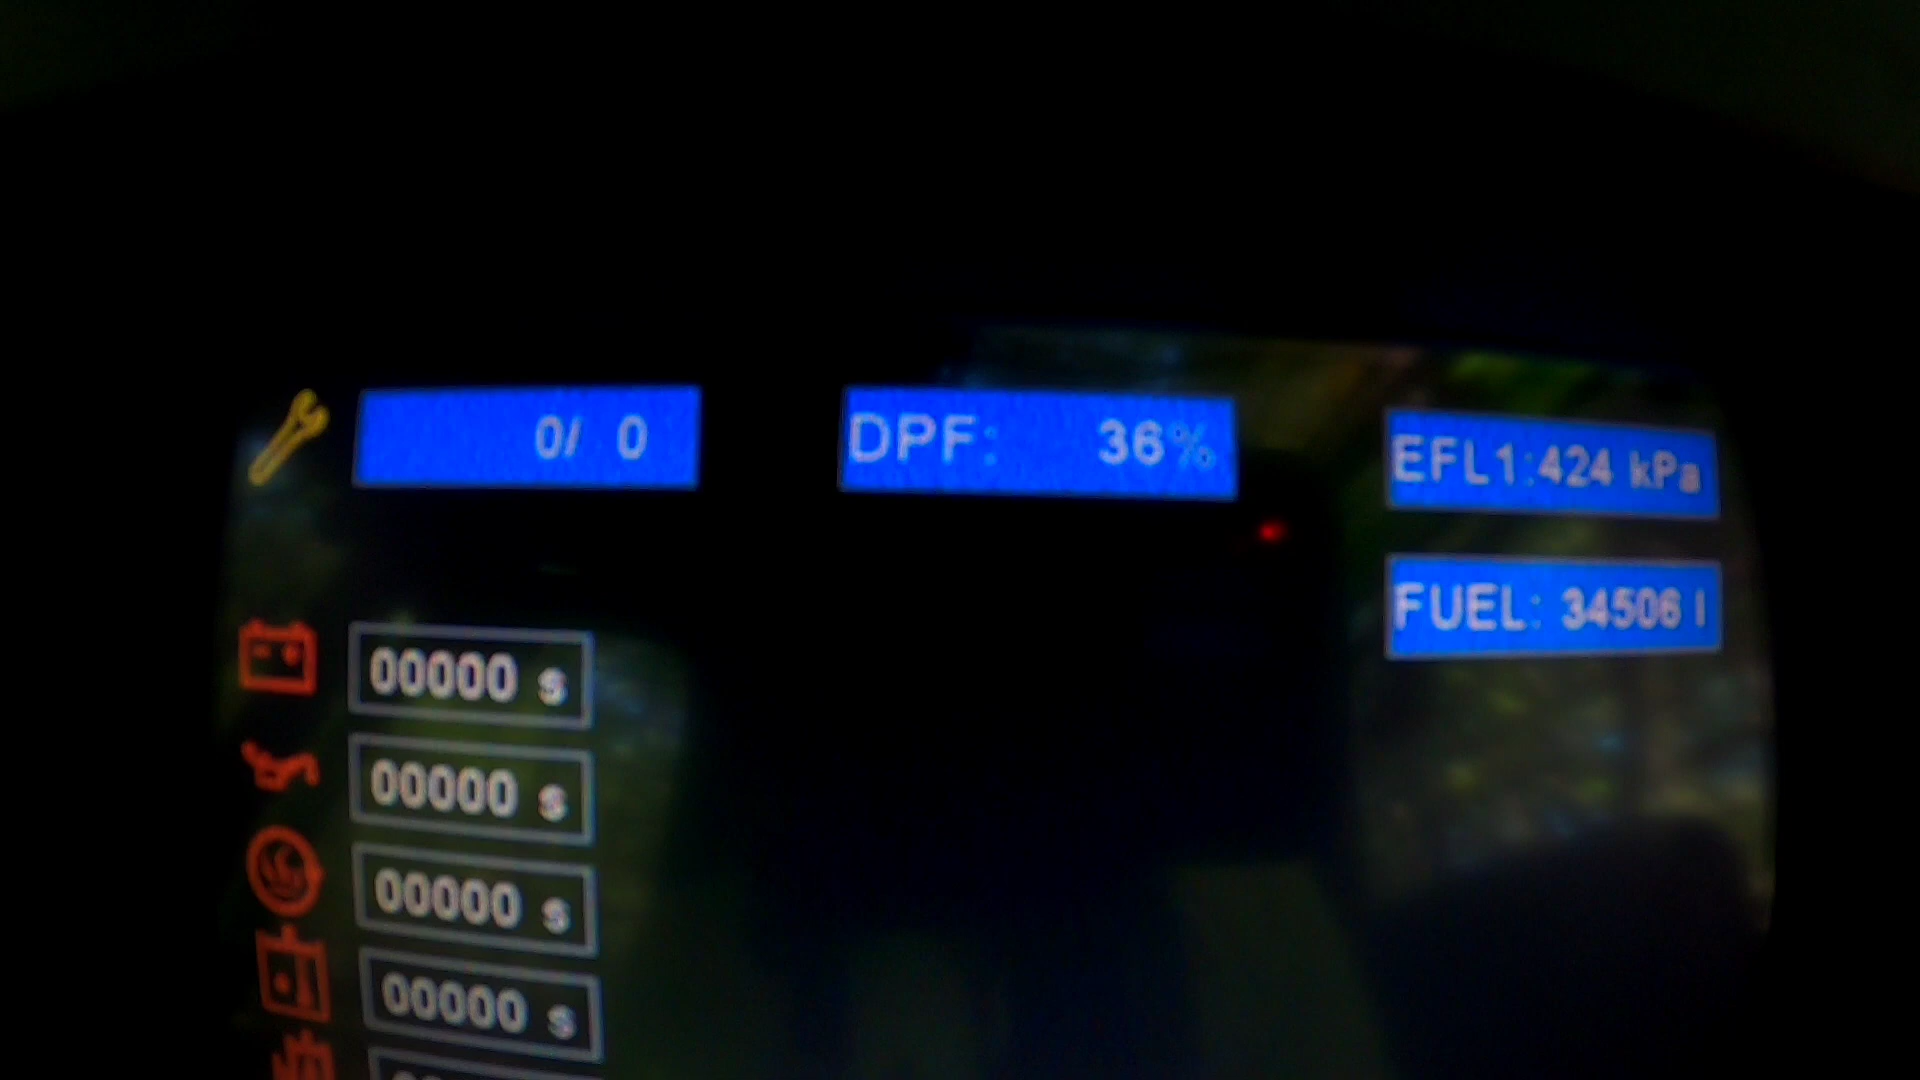 0/ 0
DPF: 36%
EFL1:424 kPa
FUEL: 34506 l
00000 s
00000 s
00000 s
00000 s